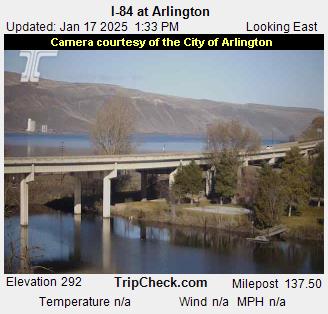 I-84 at Arlington
Updated: Jan 17 2025 1:33 PM Looking East
Camera courtesy of the City of Arlington
Elevation 292 TripCheck.com Milepost 137.50
Temperature n/a Wind n/a MPH n/a